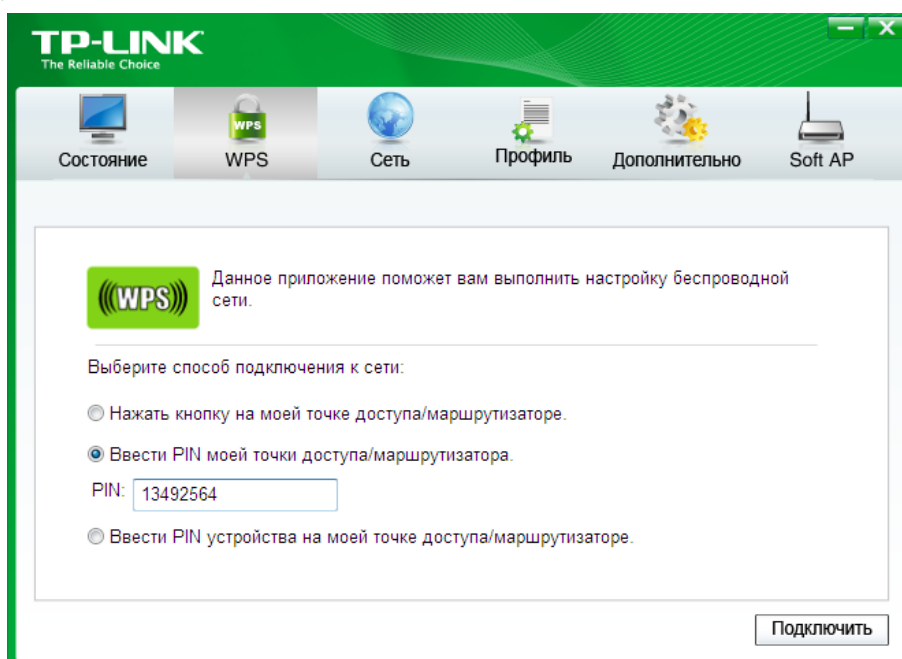 TP-LINK
The Reliable Choice
WPS
Состояние WPS Сеть Профиль Дополнительно Soft AP
(((WPS))) Данное приложение поможет вам выполнить настройку беспроводной
сети.
Выберите способ подключения к сети:
Нажать кнопку на моей точке доступа/маршрутизаторе.
Ввести PIN моей точки доступа/маршрутизатора.
PIN: 13492564
Ввести PIN устройства на моей точке доступа/маршрутизаторе.
Подключить